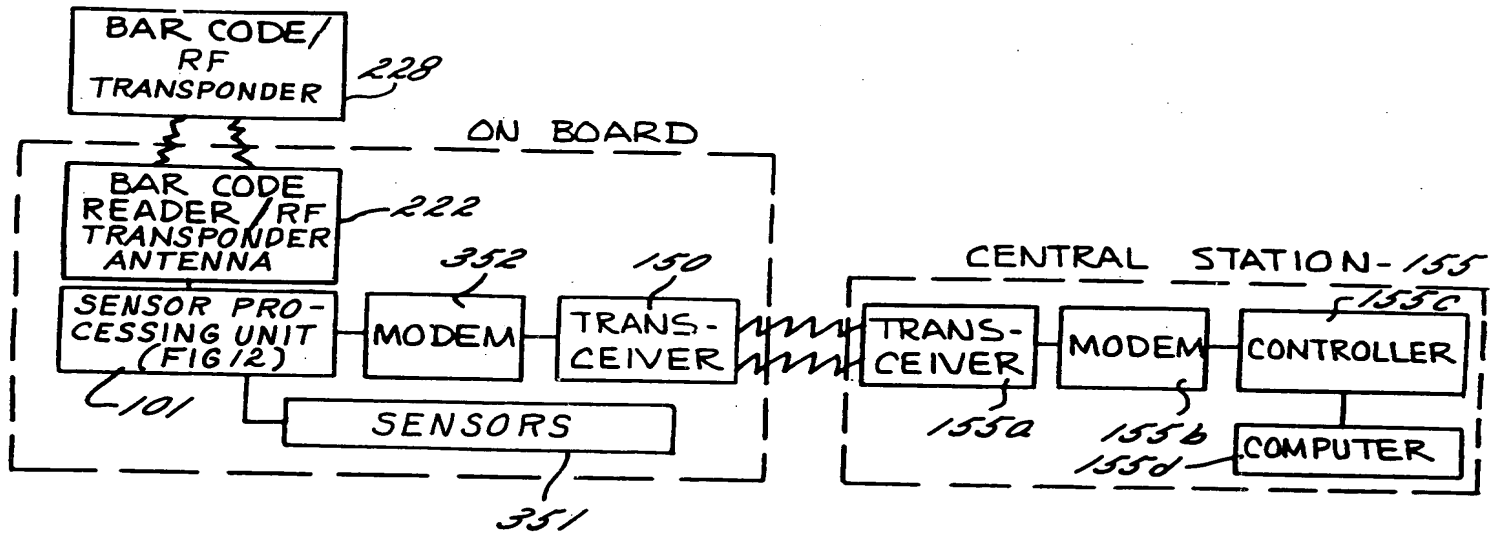 BAR CODE/
RF
TRANSPONDER
228
ON BOARD
BAR CODE
READER/RF
TRANSPONDER
ANTENNA
222
SENSOR PRO-
CESSING UNIT
(FIG 12)
101
352
MODEM
150
TRANS-
CEIVER
SENSORS
351
CENTRAL STATION-155
TRANS-
CEIVER
155a
MODEM
155b
155c
CONTROLLER
COMPUTER
155d